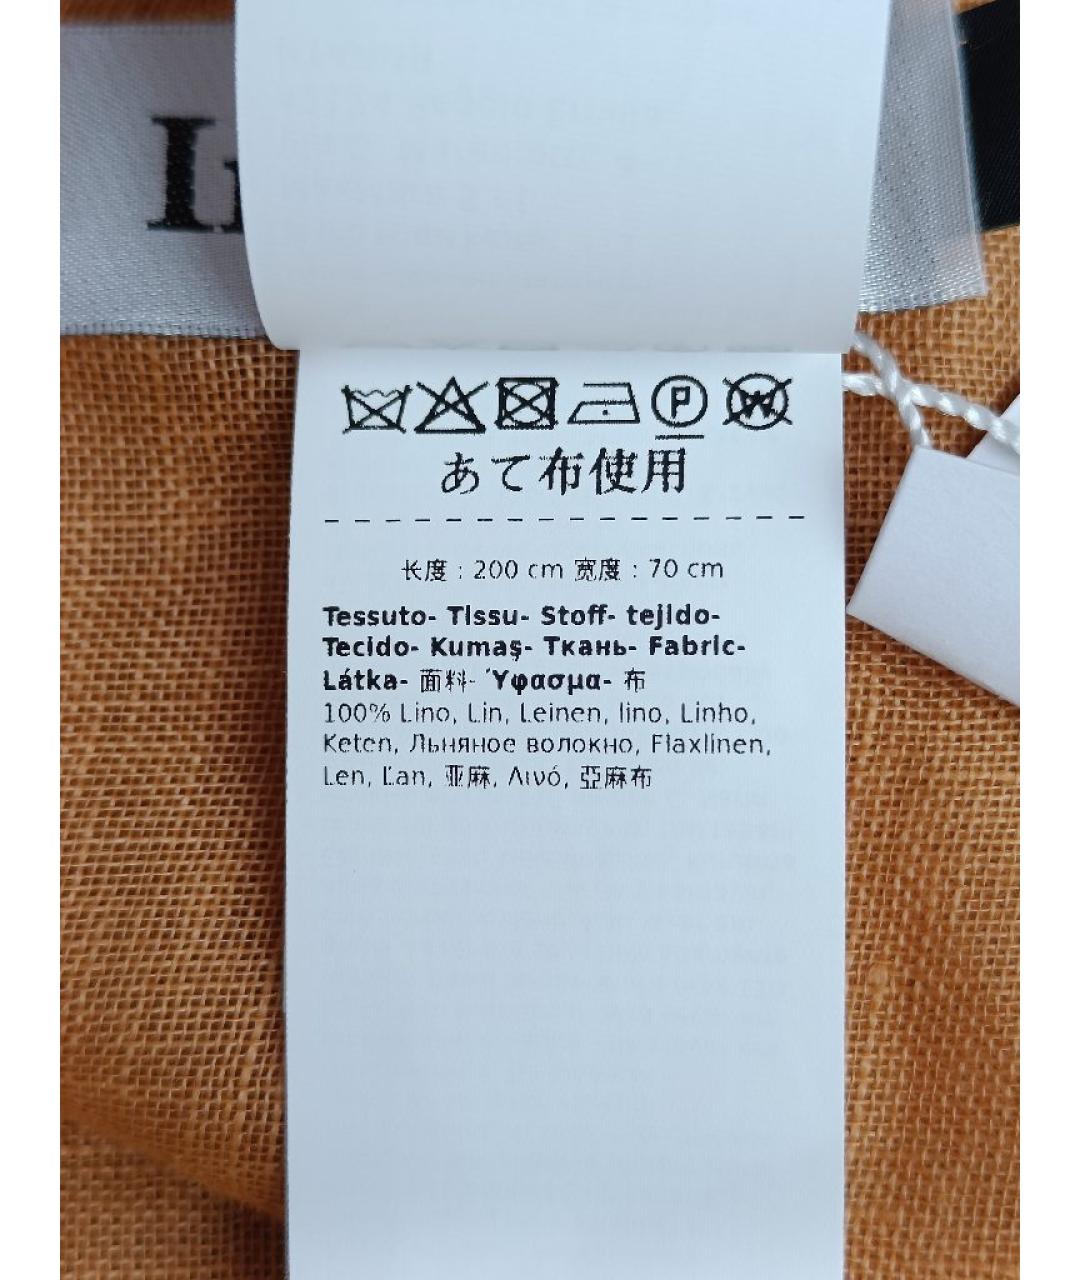 P W
あて布使用
长度 : 200 cm 宽度 : 70 cm
Tessuto- Tissu- Stoff- tejido-
Tecido- Kumaş- Ткань- Fabric-
Látka- 面料- Ύφασμα- 布
100% Lino, Lin, Leinen, lino, Linho,
Keten, Льняное волокно, Flaxlinen,
Len, Ľan, 亚麻, Λινό, 亞麻布